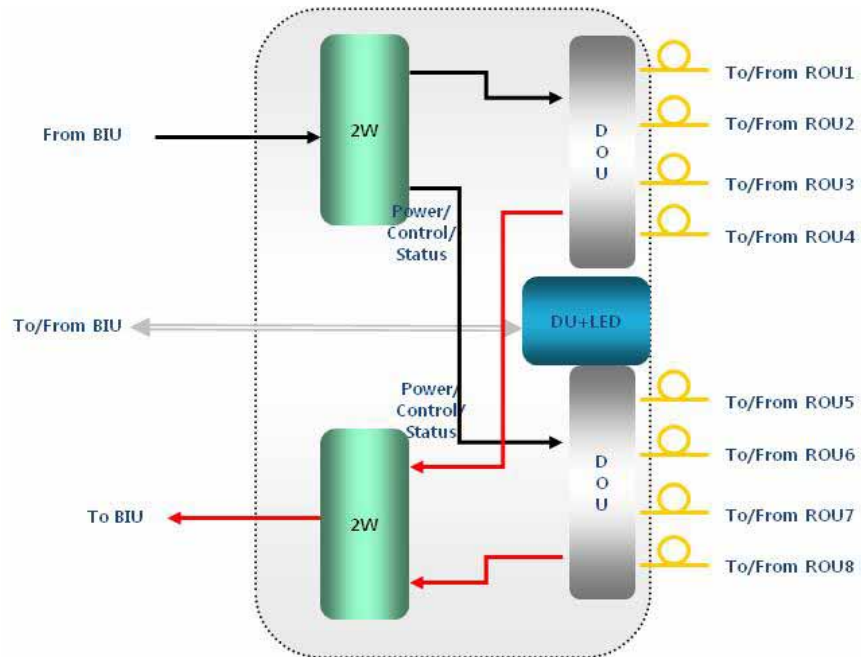 From BIU
2W
D
O
U
To/From ROU1
To/From ROU2
To/From ROU3
To/From ROU4
Power/
Control/
Status
To/From BIU
DU+LED
Power/
Control/
Status
To BIU
2W
D
O
U
To/From ROU5
To/From ROU6
To/From ROU7
To/From ROU8